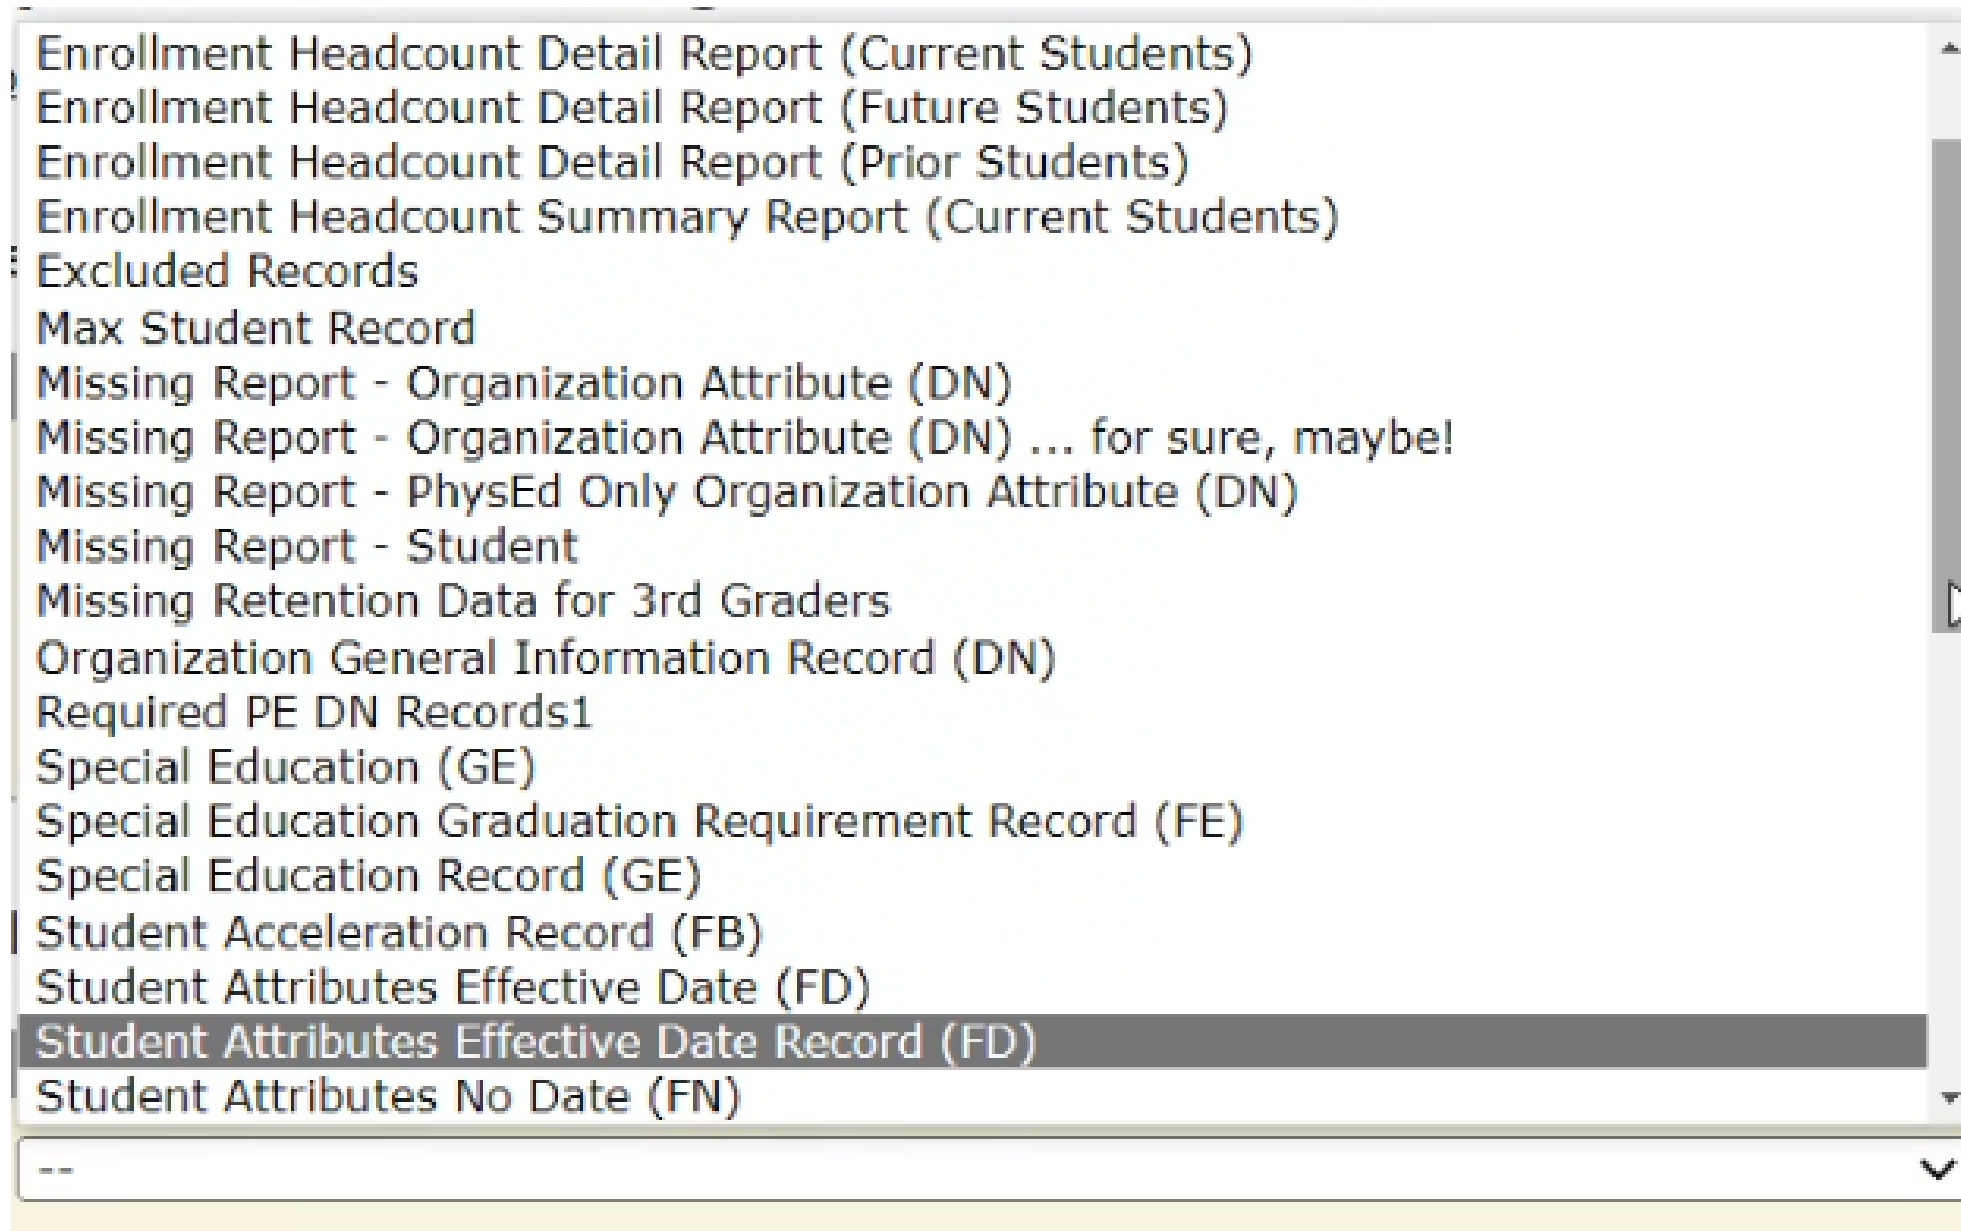 Enrollment Headcount Detail Report (Current Students)
Enrollment Headcount Detail Report (Future Students)
Enrollment Headcount Detail Report (Prior Students)
Enrollment Headcount Summary Report (Current Students)
Excluded Records
Max Student Record
Missing Report - Organization Attribute (DN)
Missing Report - Organization Attribute (DN) ... for sure, maybe!
Missing Report - PhysEd Only Organization Attribute (DN)
Missing Report - Student
Missing Retention Data for 3rd Graders
Organization General Information Record (DN)
Required PE DN Records1
Special Education (GE)
Special Education Graduation Requirement Record (FE)
Special Education Record (GE)
Student Acceleration Record (FB)
Student Attributes Effective Date (FD)
Student Attributes Effective Date Record (FD)
Student Attributes No Date (FN)
--